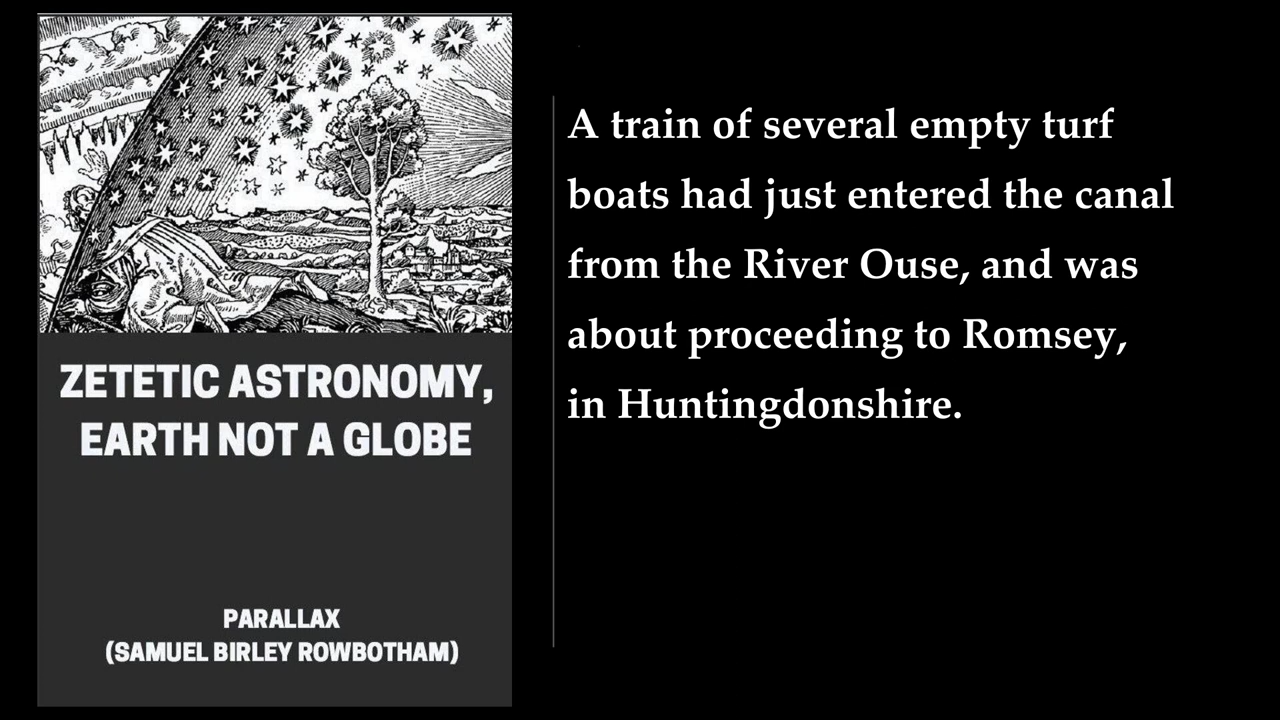 ZETETIC ASTRONOMY,
EARTH NOT A GLOBE
PARALLAX
(SAMUEL BIRLEY ROWBOTHAM)
A train of several empty turf
boats had just entered the canal
from the River Ouse, and was
about proceeding to Romsey,
in Huntingdonshire.